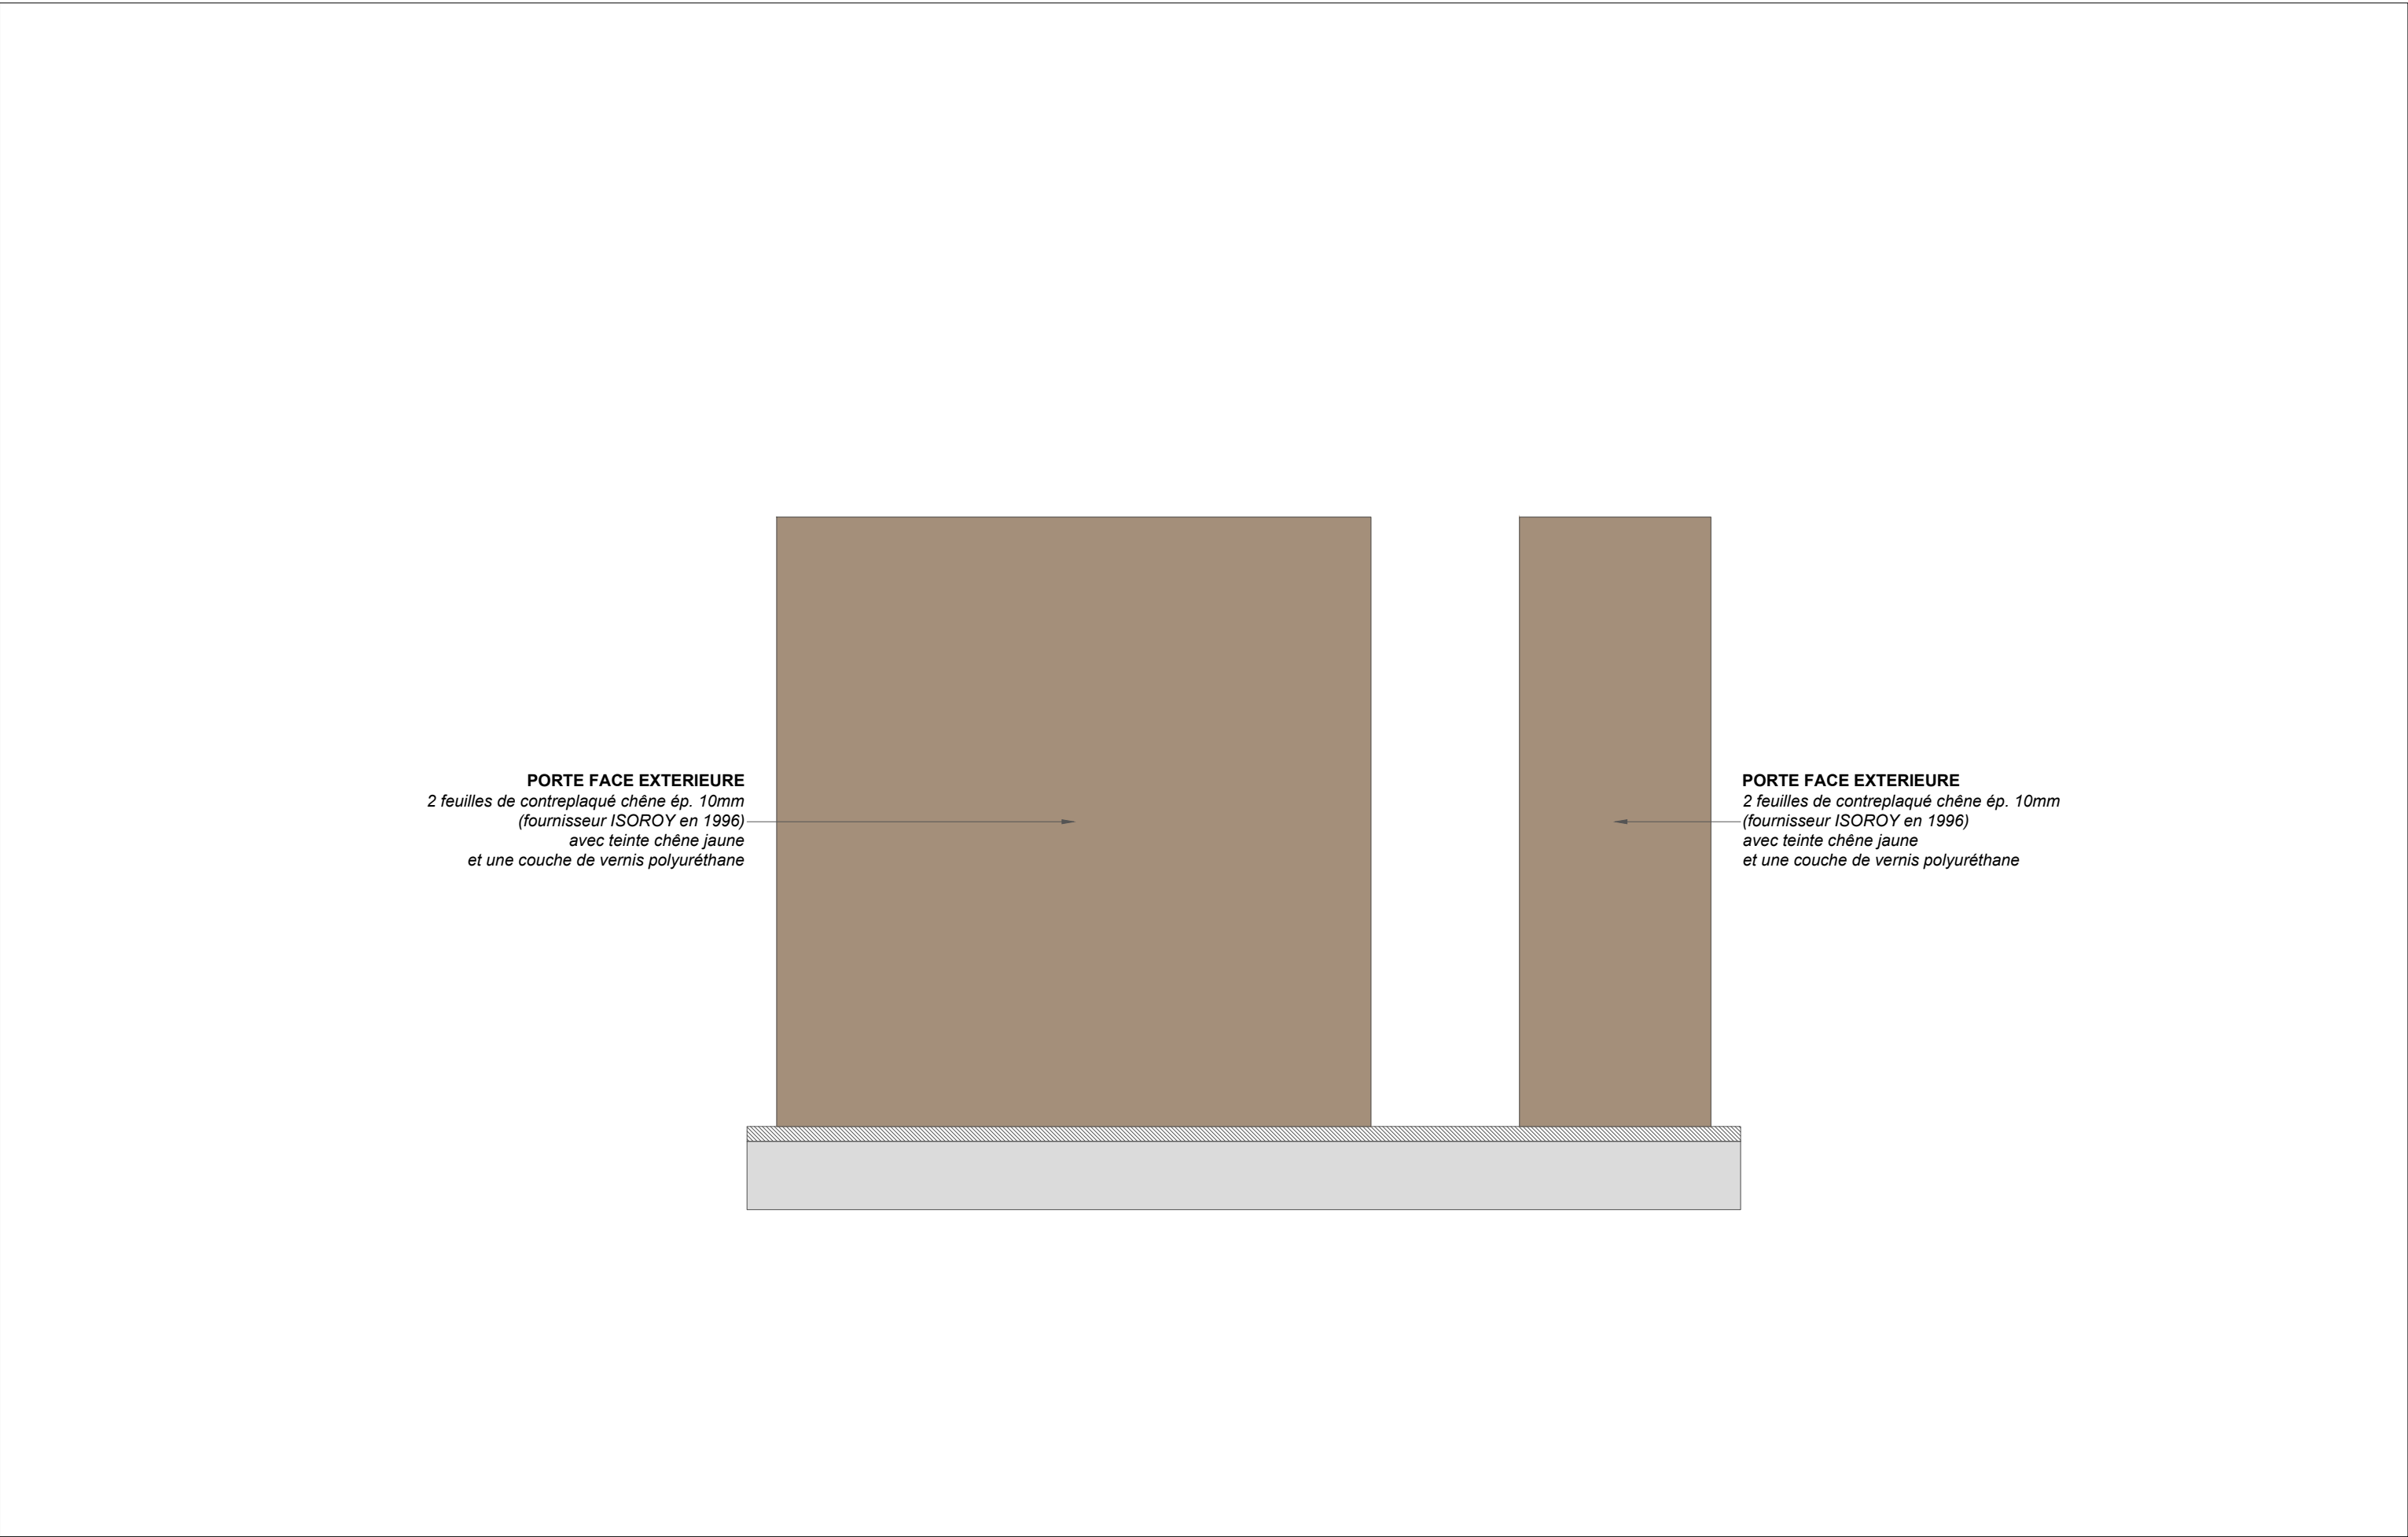 PORTE FACE EXTERIEURE
2 feuilles de contreplaqué chêne ép. 10mm
(fournisseur ISOROY en 1996)
avec teinte chêne jaune
et une couche de vernis polyuréthane
PORTE FACE EXTERIEURE
2 feuilles de contreplaqué chêne ép. 10mm
(fournisseur ISOROY en 1996)
avec teinte chêne jaune
et une couche de vernis polyuréthane